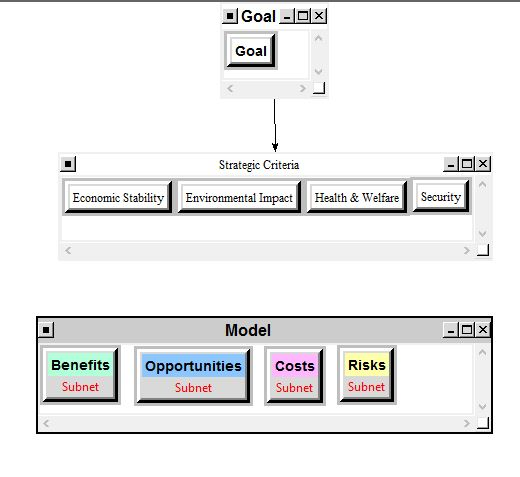 Goal
Goal
Strategic Criteria
Economic Stability Environmental Impact Health & Welfare Security
Model
Benefits Opportunities Costs Risks
Subnet Subnet Subnet Subnet